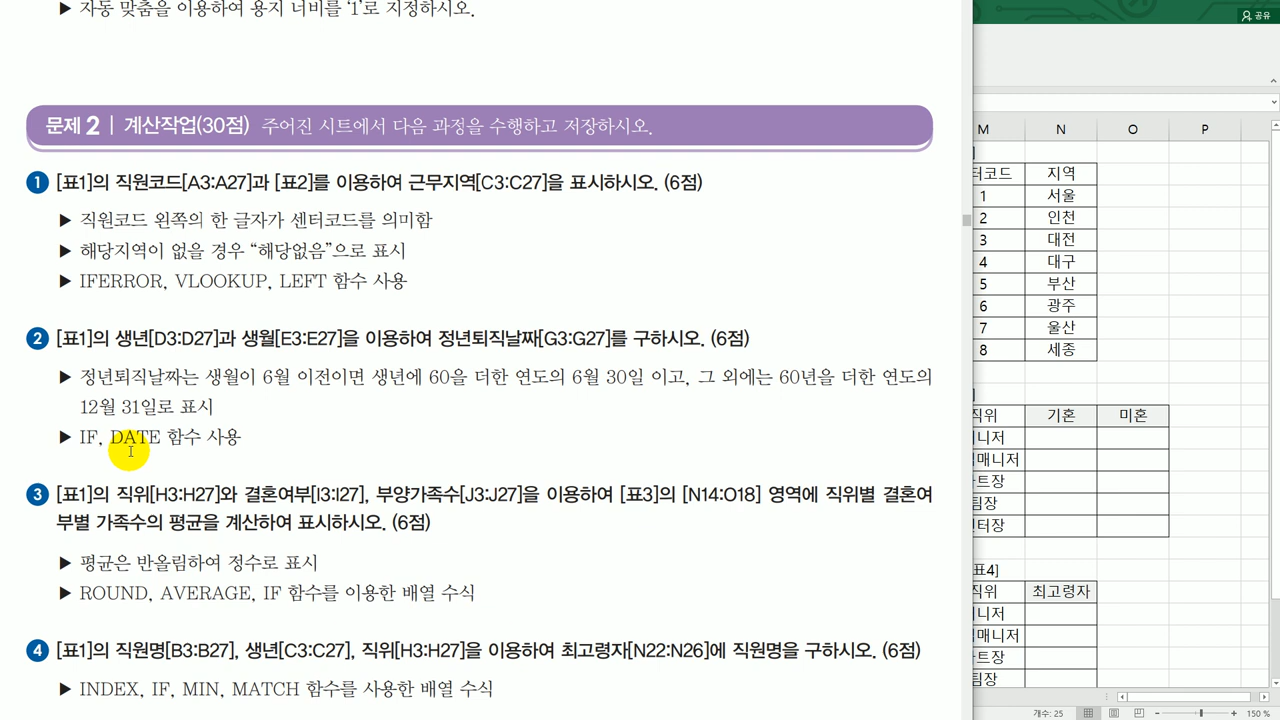 ▶ 자동 맞춤을 이용하여 용지 너비를 ‘1’로 지정하시오.
문제 2 | 계산작업(30점) 주어진 시트에서 다음 과정을 수행하고 저장하시오.
1 [표1]의 직원코드[A3:A27]과 [표2]를 이용하여 근무지역[C3:C27]을 표시하시오. (6점)
▶ 직원코드 왼쪽의 한 글자가 센터코드를 의미함
▶ 해당지역이 없을 경우 “해당없음”으로 표시
▶ IFERROR, VLOOKUP, LEFT 함수 사용
2 [표1]의 생년[D3:D27]과 생월[E3:E27]을 이용하여 정년퇴직날짜[G3:G27]를 구하시오. (6점)
▶ 정년퇴직날짜는 생월이 6월 이전이면 생년에 60을 더한 연도의 6월 30일 이고, 그 외에는 60년을 더한 연도의
12월 31일로 표시
▶ IF, DATE 함수 사용
3 [표1]의 직위[H3:H27]와 결혼여부[I3:I27], 부양가족수[J3:J27]을 이용하여 [표3]의 [N14:O18] 영역에 직위별 결혼여
부별 가족수의 평균을 계산하여 표시하시오. (6점)
▶ 평균은 반올림하여 정수로 표시
▶ ROUND, AVERAGE, IF 함수를 이용한 배열 수식
4 [표1]의 직원명[B3:B27], 생년[C3:C27], 직위[H3:H27]을 이용하여 최고령자[N22:N26]에 직원명을 구하시오. (6점)
▶ INDEX, IF, MIN, MATCH 함수를 사용한 배열 수식
공유
M N O P
]
터코드 지역
1 서울
2 인천
3 대전
4 대구
5 부산
6 광주
7 울산
8 세종
]
직위 기혼 미혼
니저
매니저
트장
팀장
터장
표4]
직위 최고령자
니저
매니저
트장
팀장
개수: 25
150 %